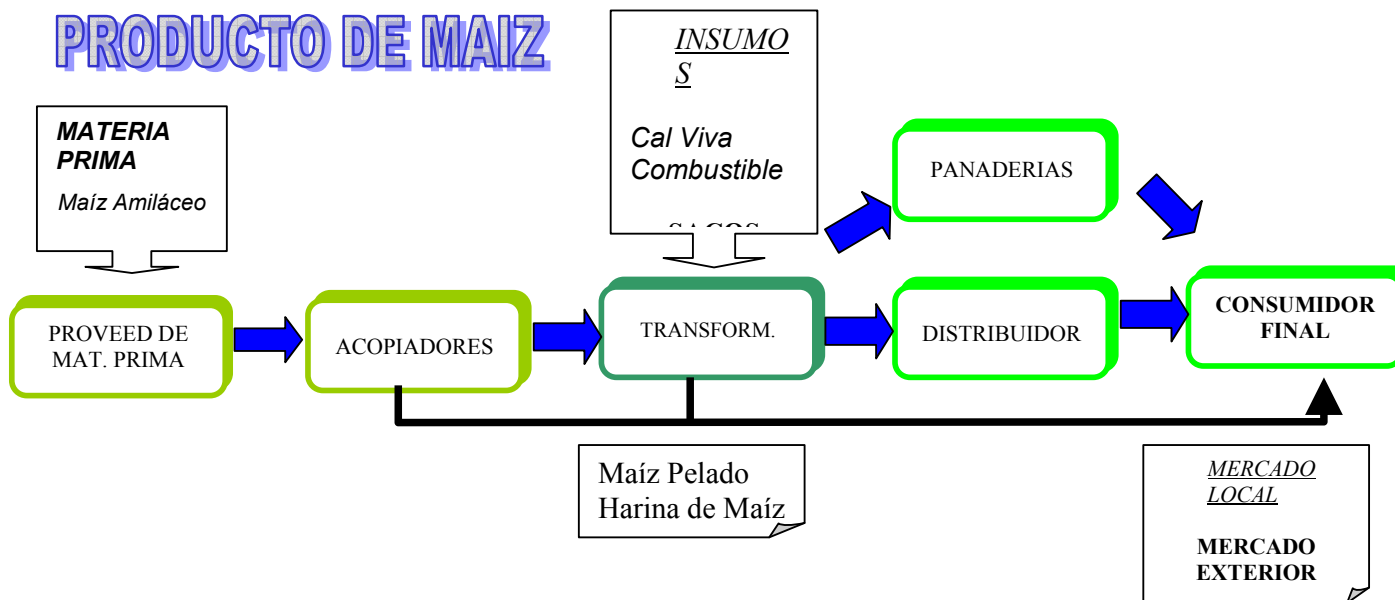 PRODUCTO DE MAIZ
INSUMO
S
Cal Viva
Combustible
MATERIA
PRIMA
Maíz Amiláceo
PANADERIAS
PROVEED DE
MAT. PRIMA
ACOPIADORES
TRANSFORM.
DISTRIBUIDOR
CONSUMIDOR
FINAL
Maíz Pelado
Harina de Maíz
MERCADO
LOCAL
MERCADO
EXTERIOR